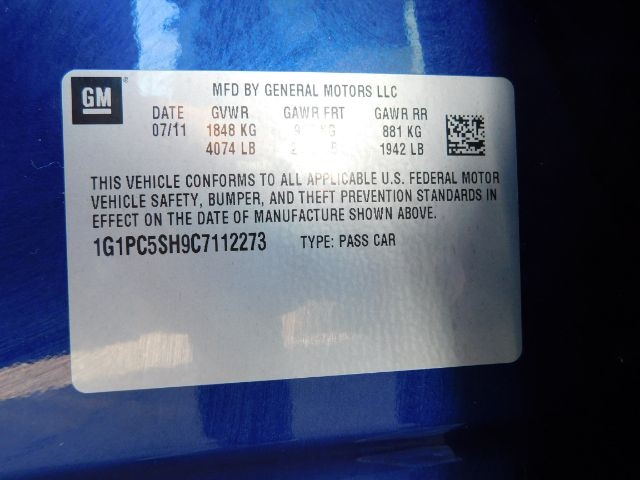 GM
MFD BY GENERAL MOTORS LLC
DATE GVWR GAWR FRT GAWR RR
07/11 1848 KG 881 KG
4074 LB 1942 LB
THIS VEHICLE CONFORMS TO ALL APPLICABLE U.S. FEDERAL MOTOR
VEHICLE SAFETY, BUMPER, AND THEFT PREVENTION STANDARDS IN
EFFECT ON THE DATE OF MANUFACTURE SHOWN ABOVE.
1G1PC5SH9C7112273 TYPE: PASS CAR